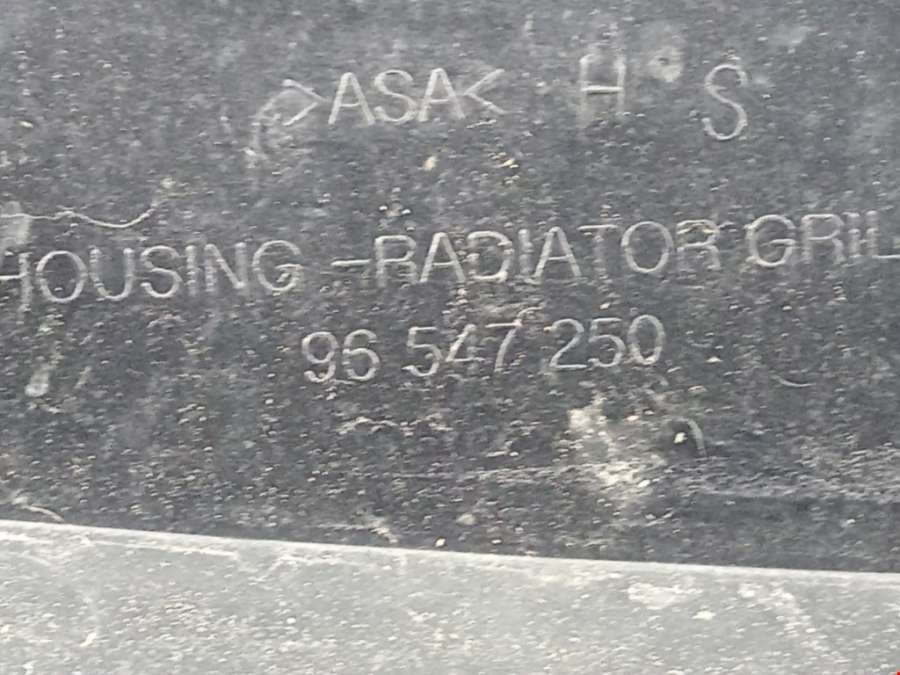 >ASA< H S
HOUSING -RADIATOR GRIL
96 547 250